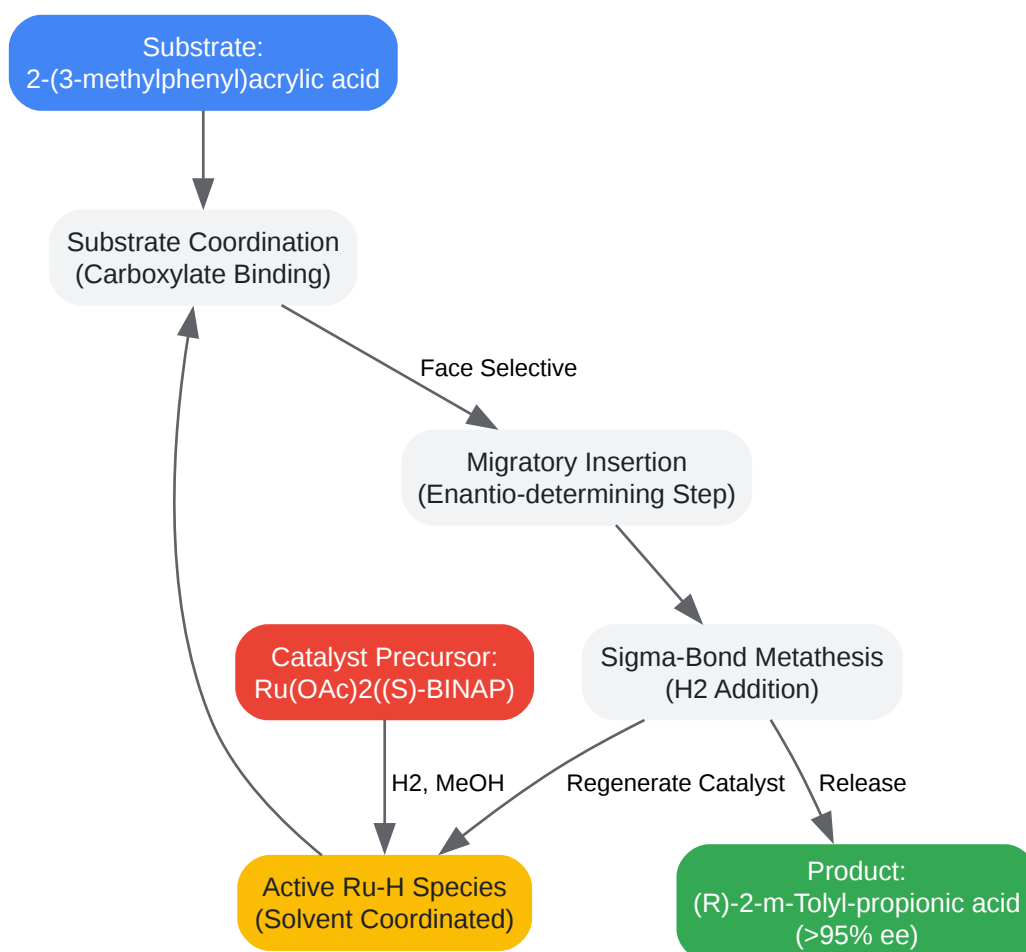 Substrate:
2-(3-methylphenyl)acrylic acid
Substrate Coordination
(Carboxylate Binding)
Face Selective
Migratory Insertion
(Enantio-determining Step)
Catalyst Precursor:
Ru(OAc)2((S)-BINAP)
Sigma-Bond Metathesis
(H2 Addition)
H2, MeOH
Regenerate Catalyst
Release
Active Ru-H Species
(Solvent Coordinated)
Product:
(R)-2-m-Tolyl-propionic acid
(>95% ee)